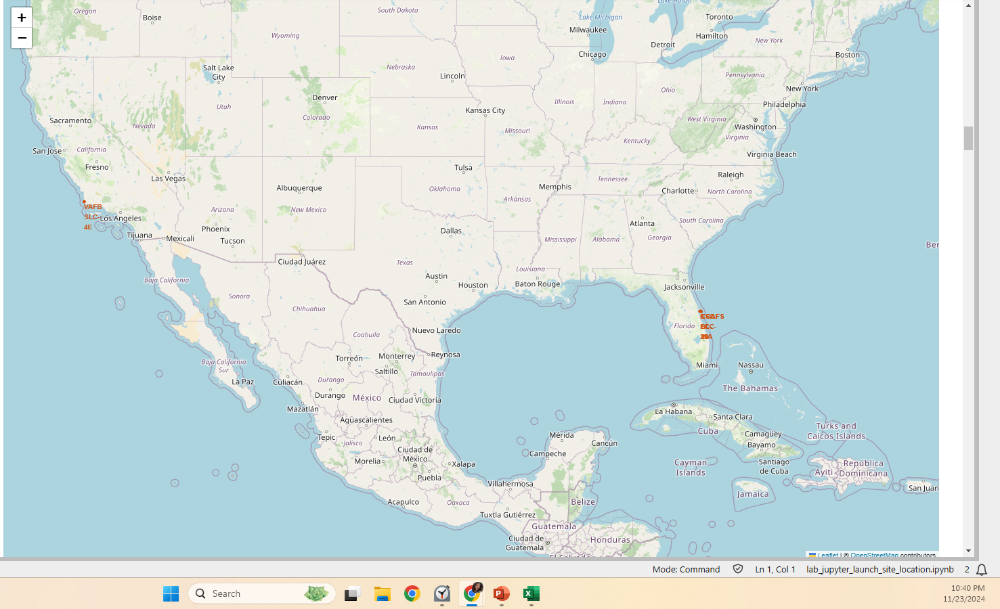 +
−
Oregon
Boise
South Dakota
Lake Michigan
Lake Huron
Toronto
Milwaukee
Hamilton
Wyoming
Detroit
New York
Chicago
Boston
Iowa
Salt Lake
City
Nebraska
Lincoln
Pennsylvania
New York
Ohio
Denver
Utah
Illinois
Indiana
Philadelphia
Kansas City
Colorado
Sacramento
Nevada
Kansas
Missouri
West Virginia
Washington
Kentucky
Virginia
San Jose
California
Virginia Beach
Fresno
Tulsa
Las Vegas
Raleigh
Albuquerque
Oklahoma
Memphis
Tennessee
Charlotte
North Carolina
Arkansas
VAFB
SLC-
4E
Los Angeles
Arizona
New Mexico
South Carolina
Atlanta
Phoenix
Dallas
Tijuana
Mexicali
Tucson
Mississippi
Alabama
Georgia
Ber
Ciudad Juárez
Texas
Louisiana
Baja California
Austin
Houston
Baton Rouge
Jacksonville
Sonora
San Antonio
Chihuahua
Florida
Coahuila
Nuevo Laredo
Torreón
Monterrey
Reynosa
Baja California
Sur
Saltillo
Tamaulipas
Miami
Nassau
La Paz
Culiacán
Durango
Durango
México
Ciudad Victoria
The Bahamas
Mazatlán
La Habana
Santa Clara
Aguascalientes
Cuba
Turks and
Caicos Islands
Tepic
Jalisco
León
Mérida
Cancún
Camagüey
Bayamo
Ciudad de
México
Campeche
Morelia
Xalapa
Cayman
Islands
Santiago
de Cuba
Ayiti
República
Dominicana
Puebla
Villahermosa
San Juan
Acapulco
Oaxaca
Belize
Jamaica
Tuxtla Gutiérrez
Guatemala
Ciudad de
Guatemala
Honduras
El Salvador
Leaflet | © OpenStreetMap contributors
Mode: Command Ln 1, Col 1 lab_jupyter_launch_site_location.ipynb 2
Search
10:40 PM
11/23/2024